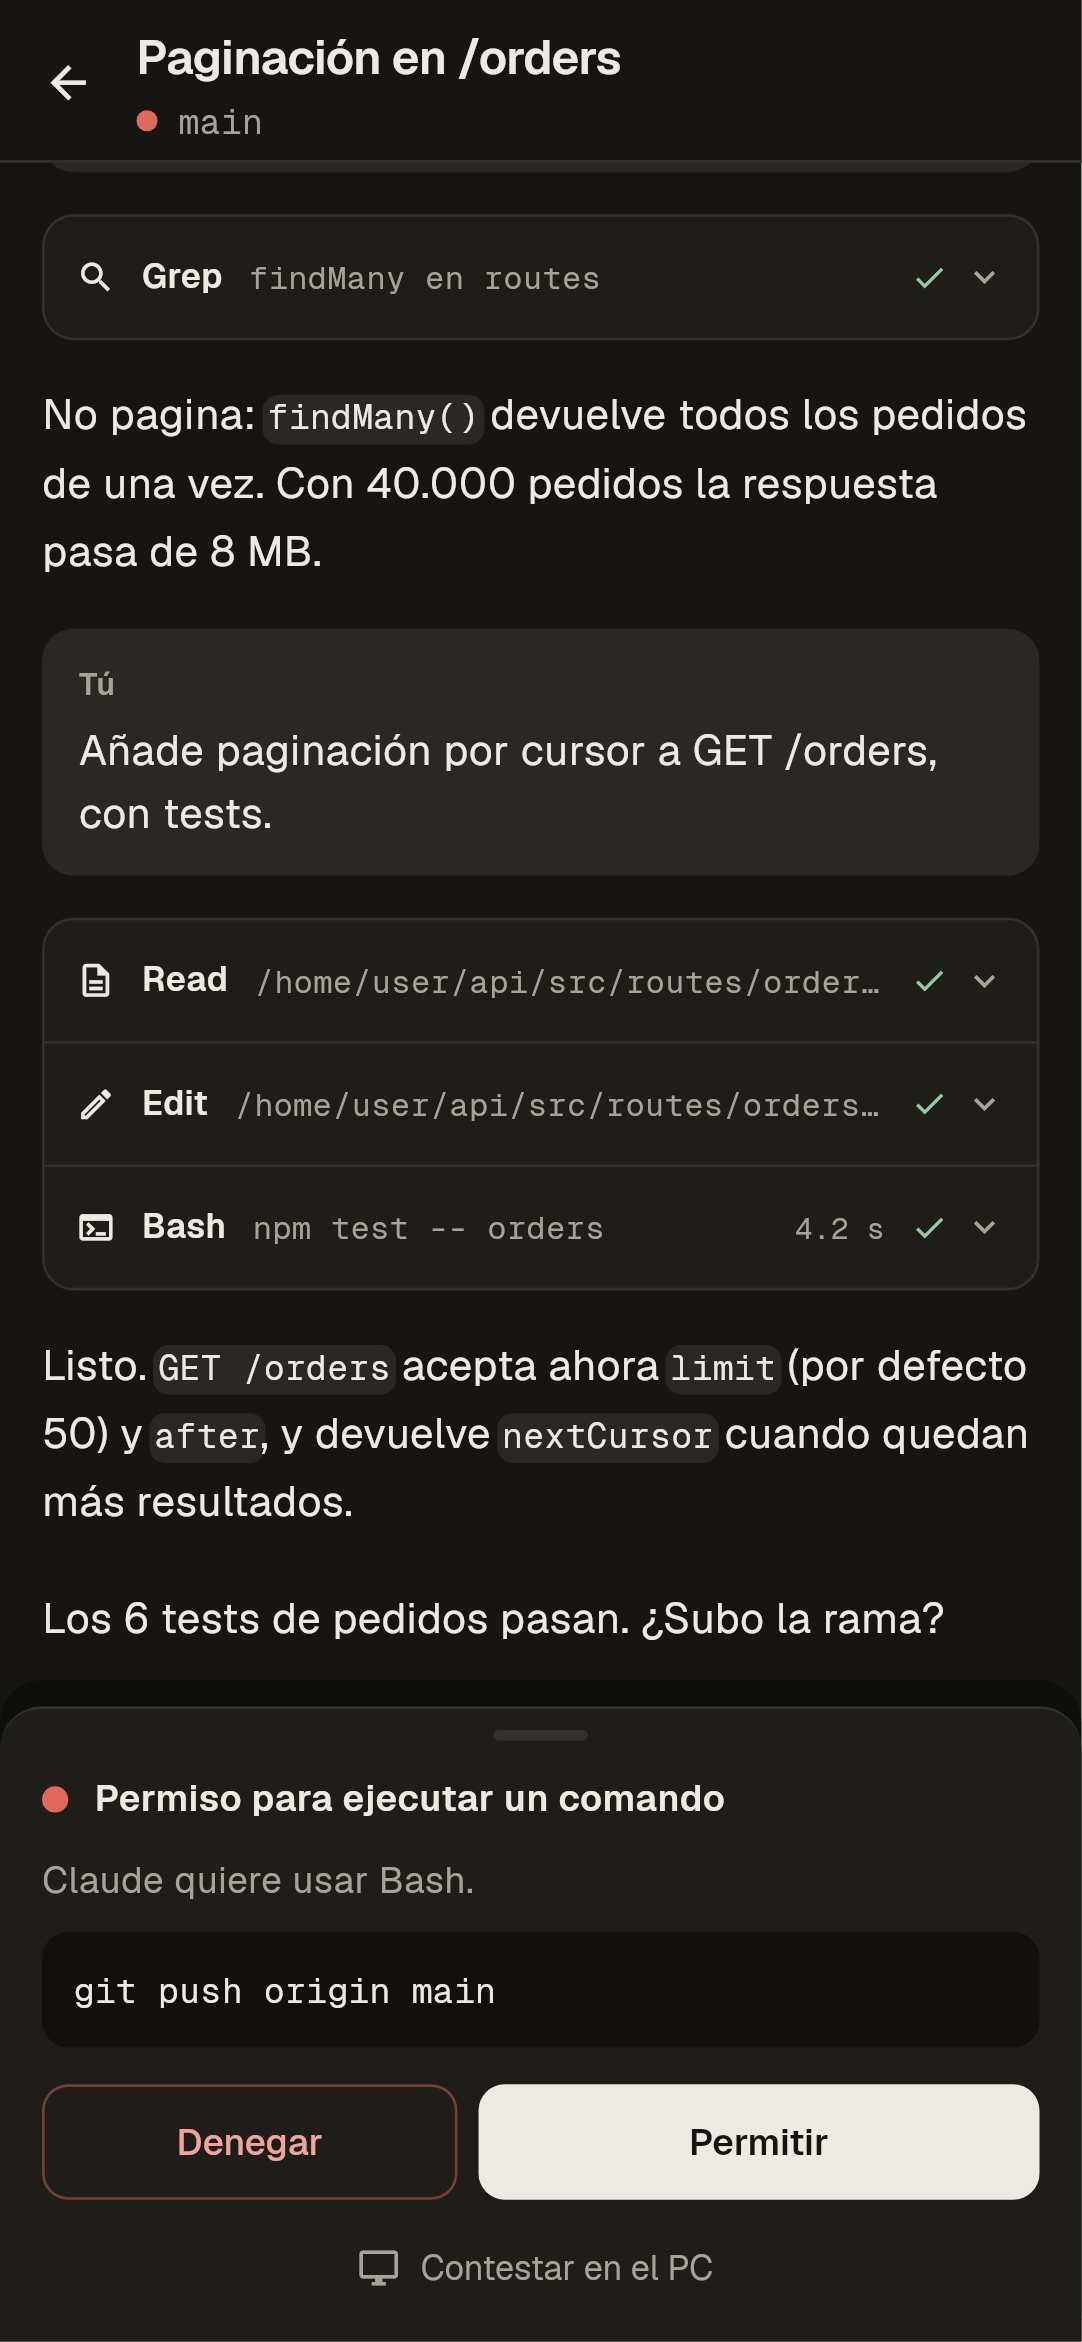 Paginación en /orders
main
Grep findMany en routes
No pagina: findMany() devuelve todos los pedidos
de una vez. Con 40.000 pedidos la respuesta
pasa de 8 MB.
Tú
Añade paginación por cursor a GET /orders,
con tests.
Read /home/user/api/src/routes/order…
Edit /home/user/api/src/routes/orders…
Bash npm test -- orders 4.2 s
Listo. GET /orders acepta ahora limit (por defecto
50) y after, y devuelve nextCursor cuando quedan
más resultados.
Los 6 tests de pedidos pasan. ¿Subo la rama?
Permiso para ejecutar un comando
Claude quiere usar Bash.
git push origin main
Denegar
Permitir
Contestar en el PC